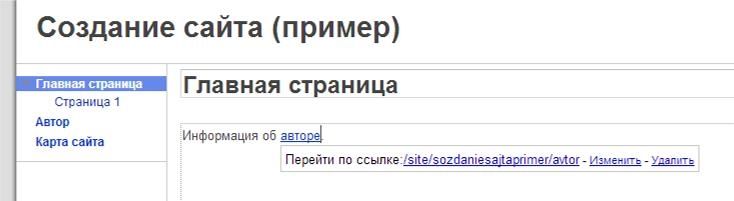 Создание сайта (пример)
Главная страница
Страница 1
Автор
Карта сайта
Главная страница
Информация об авторе.
Перейти по ссылке:/site/sozdaniesajtaprimer/avtor - Изменить - Удалить